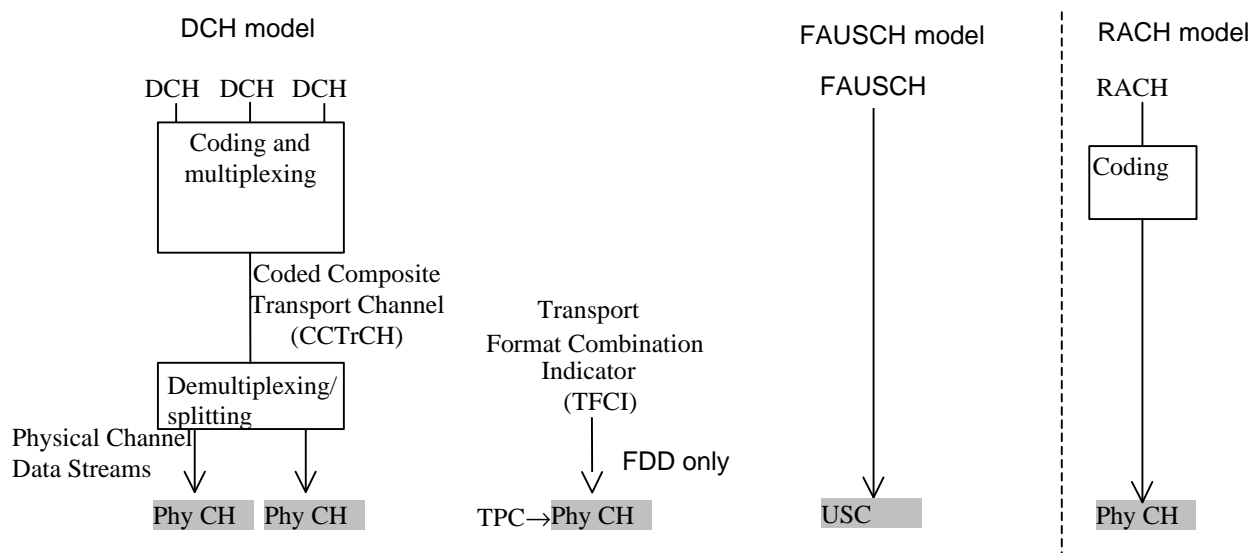 DCH model
FAUSCH model
RACH model
DCH DCH DCH
FAUSCH
RACH
Coding and
multiplexing
Coding
Coded Composite
Transport Channel
(CCTrCH)
Transport
Format Combination
Indicator
(TFCI)
Demultiplexing/
splitting
Physical Channel
Data Streams
FDD only
Phy CH
Phy CH
TPC→Phy CH
USC
Phy CH